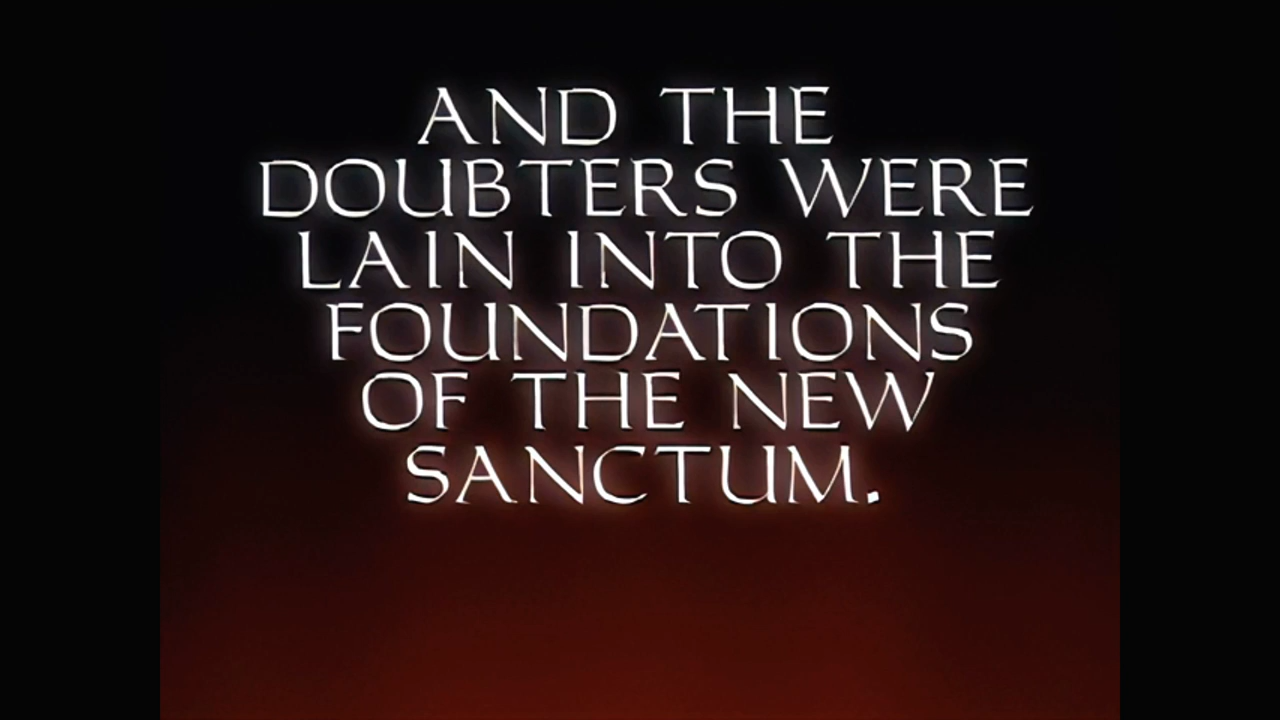 AND THE
DOUBTERS WERE
LAIN INTO THE
FOUNDATIONS
OF THE NEW
SANCTUM.